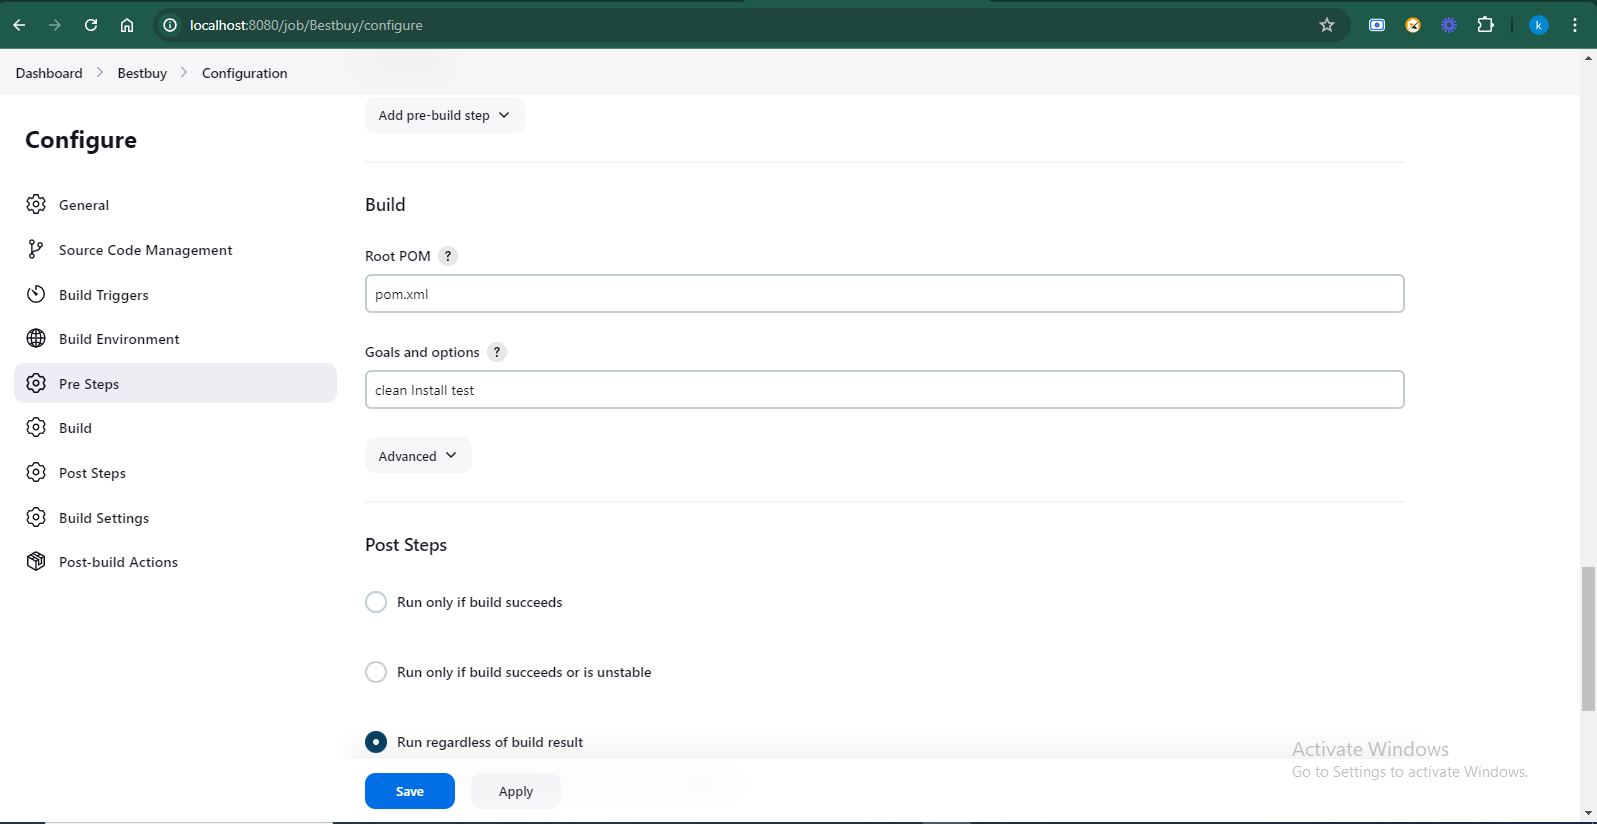 localhost:8080/job/Bestbuy/configure
k
Dashboard Bestbuy Configuration
Configure
General
Source Code Management
Build Triggers
Build Environment
Pre Steps
Build
Post Steps
Build Settings
Post-build Actions
Add pre-build step
Build
Root POM ?
pom.xml
Goals and options ?
clean Install test
Advanced
Post Steps
Run only if build succeeds
Run only if build succeeds or is unstable
Run regardless of build result
Save Apply
Activate Windows
Go to Settings to activate Windows.